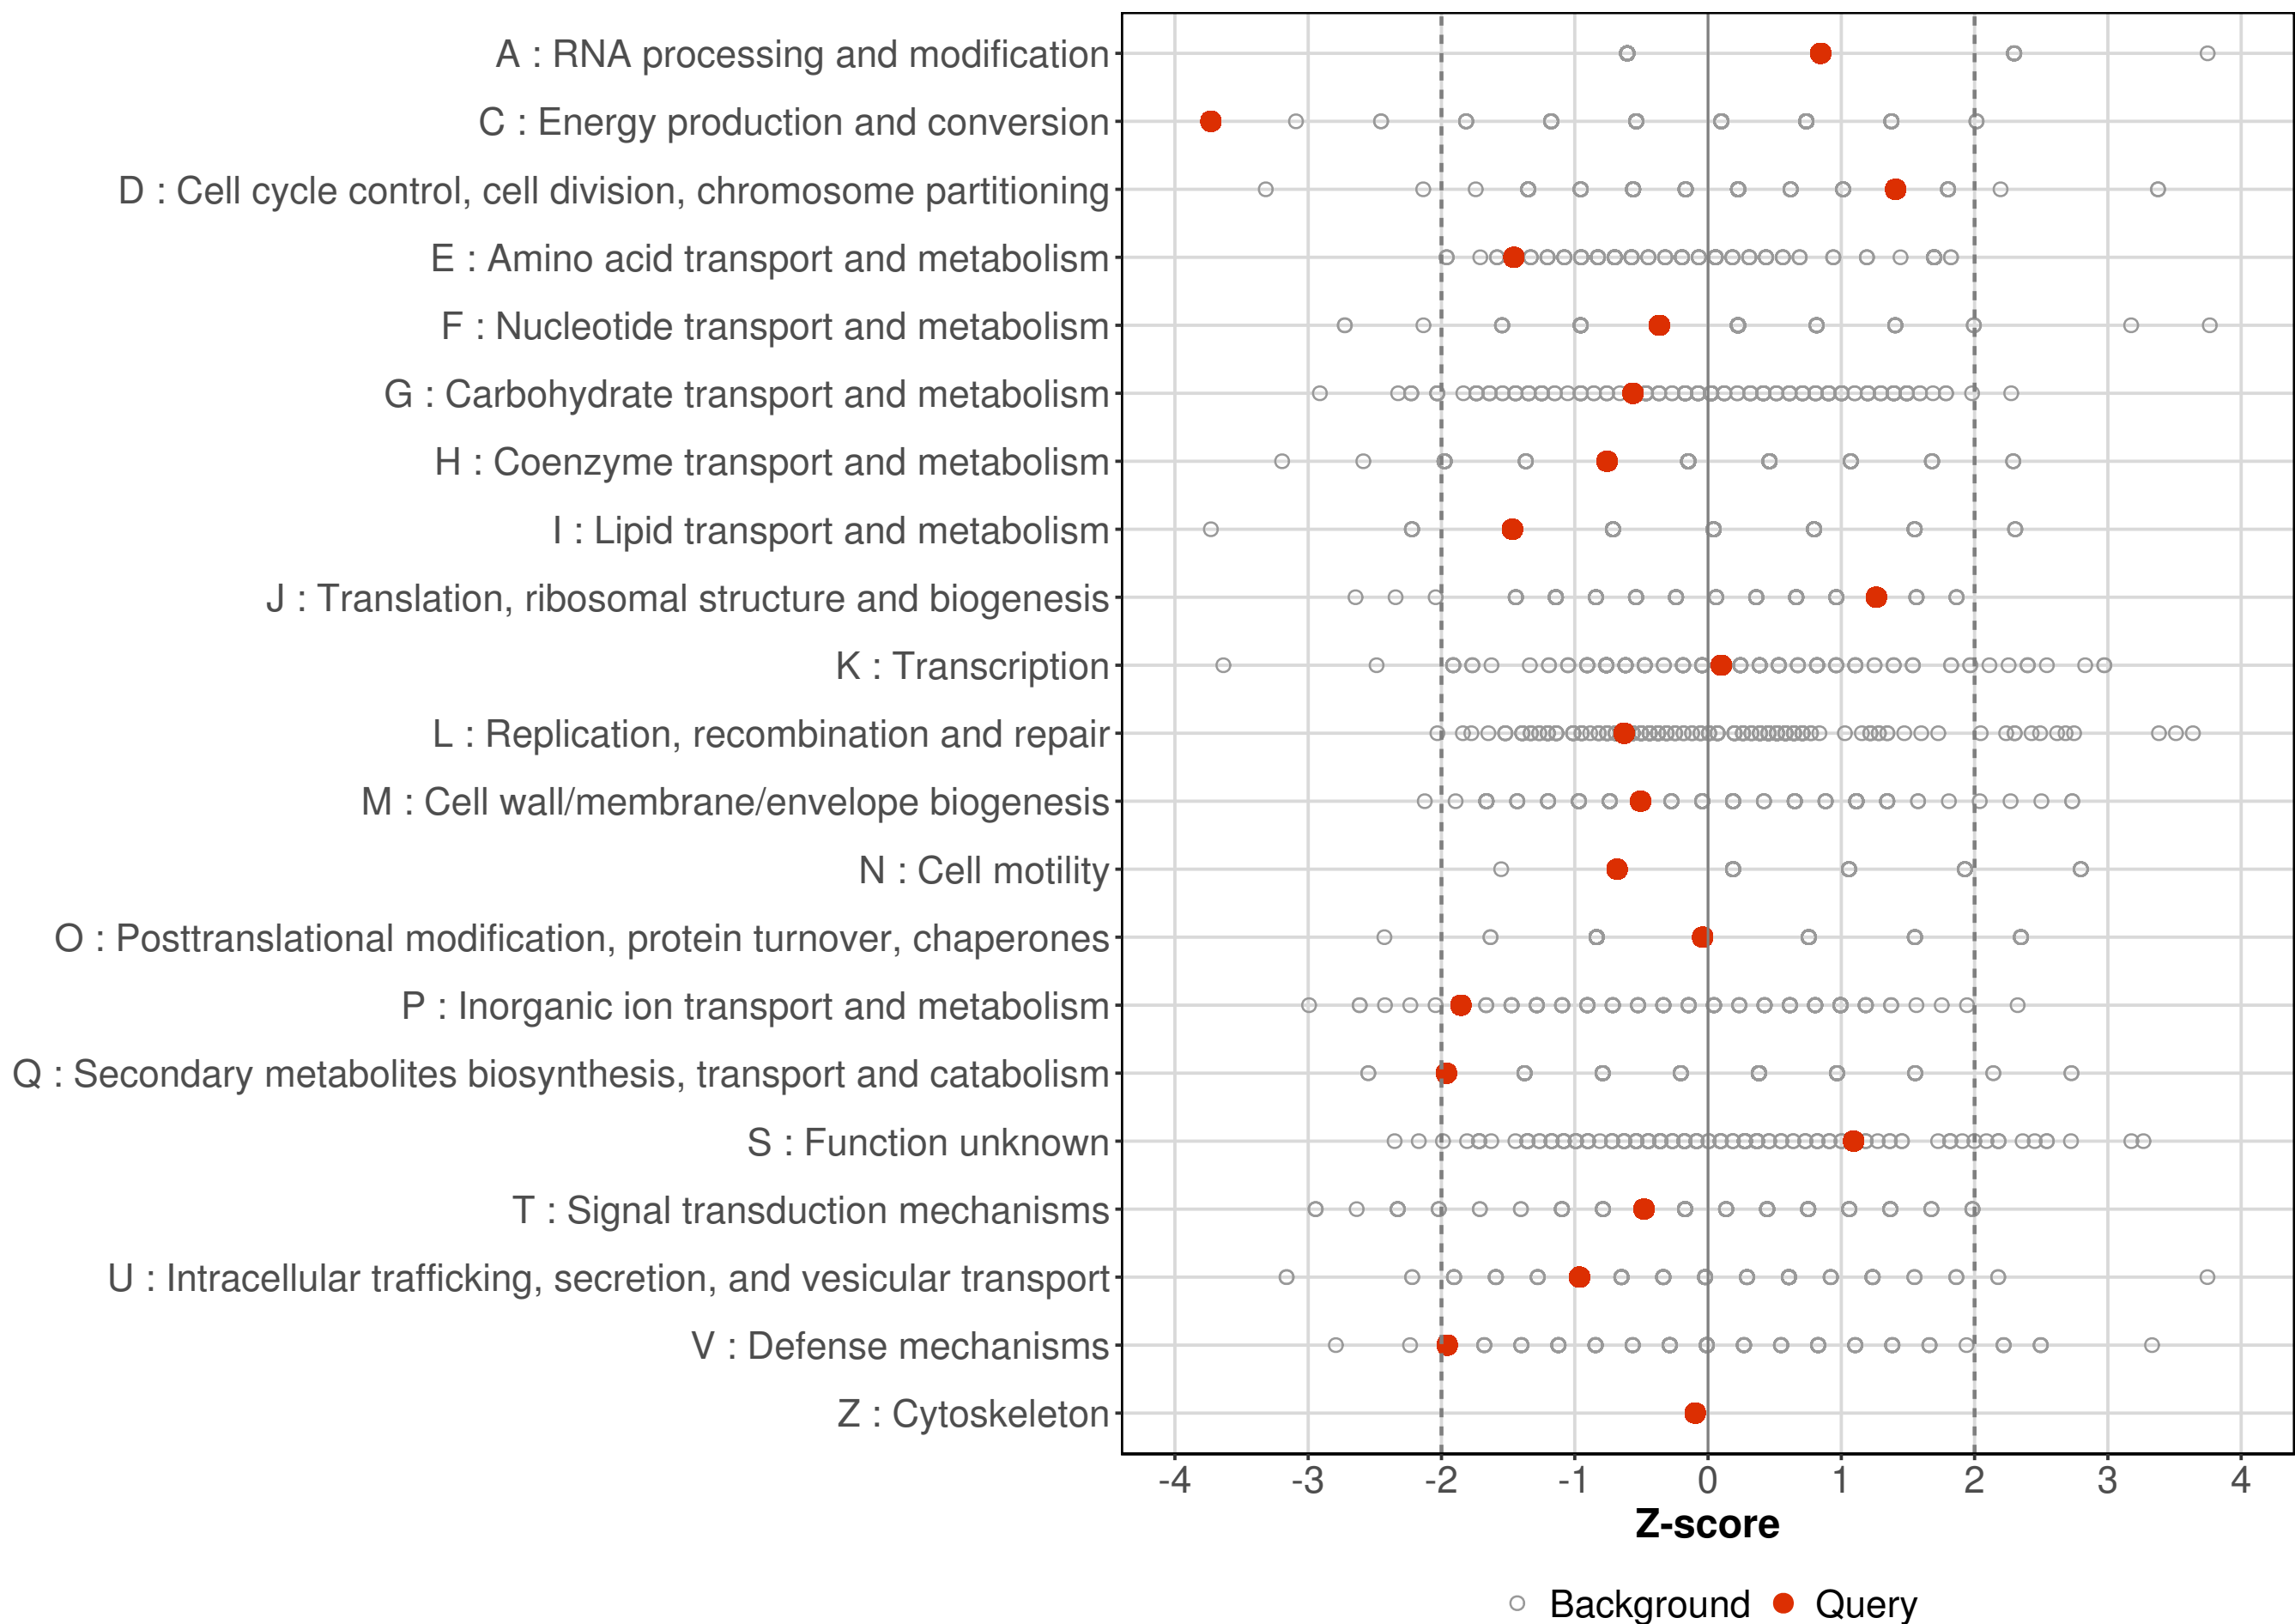 A : RNA processing and modification
C : Energy production and conversion
D : Cell cycle control, cell division, chromosome partitioning
E : Amino acid transport and metabolism
F : Nucleotide transport and metabolism
G : Carbohydrate transport and metabolism
H : Coenzyme transport and metabolism
I : Lipid transport and metabolism
J : Translation, ribosomal structure and biogenesis
K : Transcription
L : Replication, recombination and repair
M : Cell wall/membrane/envelope biogenesis
N : Cell motility
O : Posttranslational modification, protein turnover, chaperones
P : Inorganic ion transport and metabolism
Q : Secondary metabolites biosynthesis, transport and catabolism
S : Function unknown
T : Signal transduction mechanisms
U : Intracellular trafficking, secretion, and vesicular transport
V : Defense mechanisms
Z : Cytoskeleton
-4 -3 -2 -1 0 1 2 3 4
Z-score
Background Query